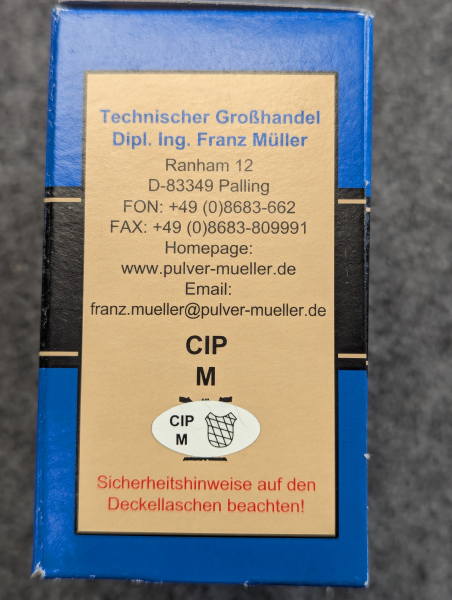 Technischer Großhandel
Dipl. Ing. Franz Müller
Ranham 12
D-83349 Palling
FON: +49 (0)8683-662
FAX: +49 (0)8683-809991
Homepage:
www.pulver-mueller.de
Email:
franz.mueller@pulver-mueller.de
CIP
M
CIP
M
Sicherheitshinweise auf den
Deckellaschen beachten!